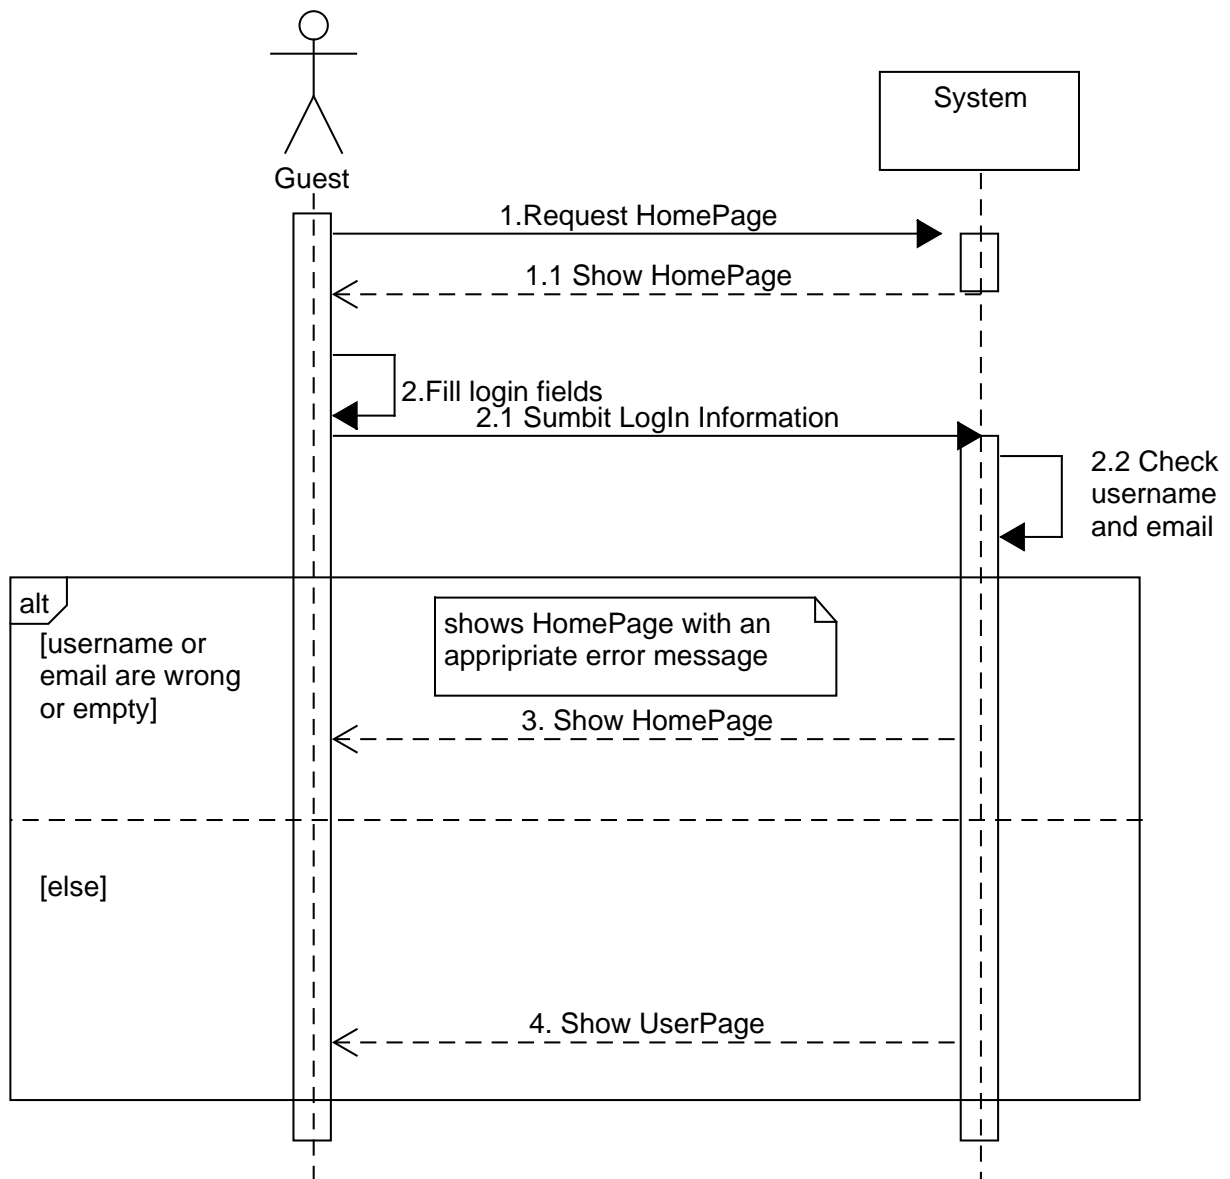 Guest
System
1.Request HomePage
1.1 Show HomePage
2.Fill login fields
2.1 Sumbit LogIn Information
2.2 Check
username
and email
alt
[username or
email are wrong
or empty]
shows HomePage with an
appripriate error message
3. Show HomePage
[else]
4. Show UserPage